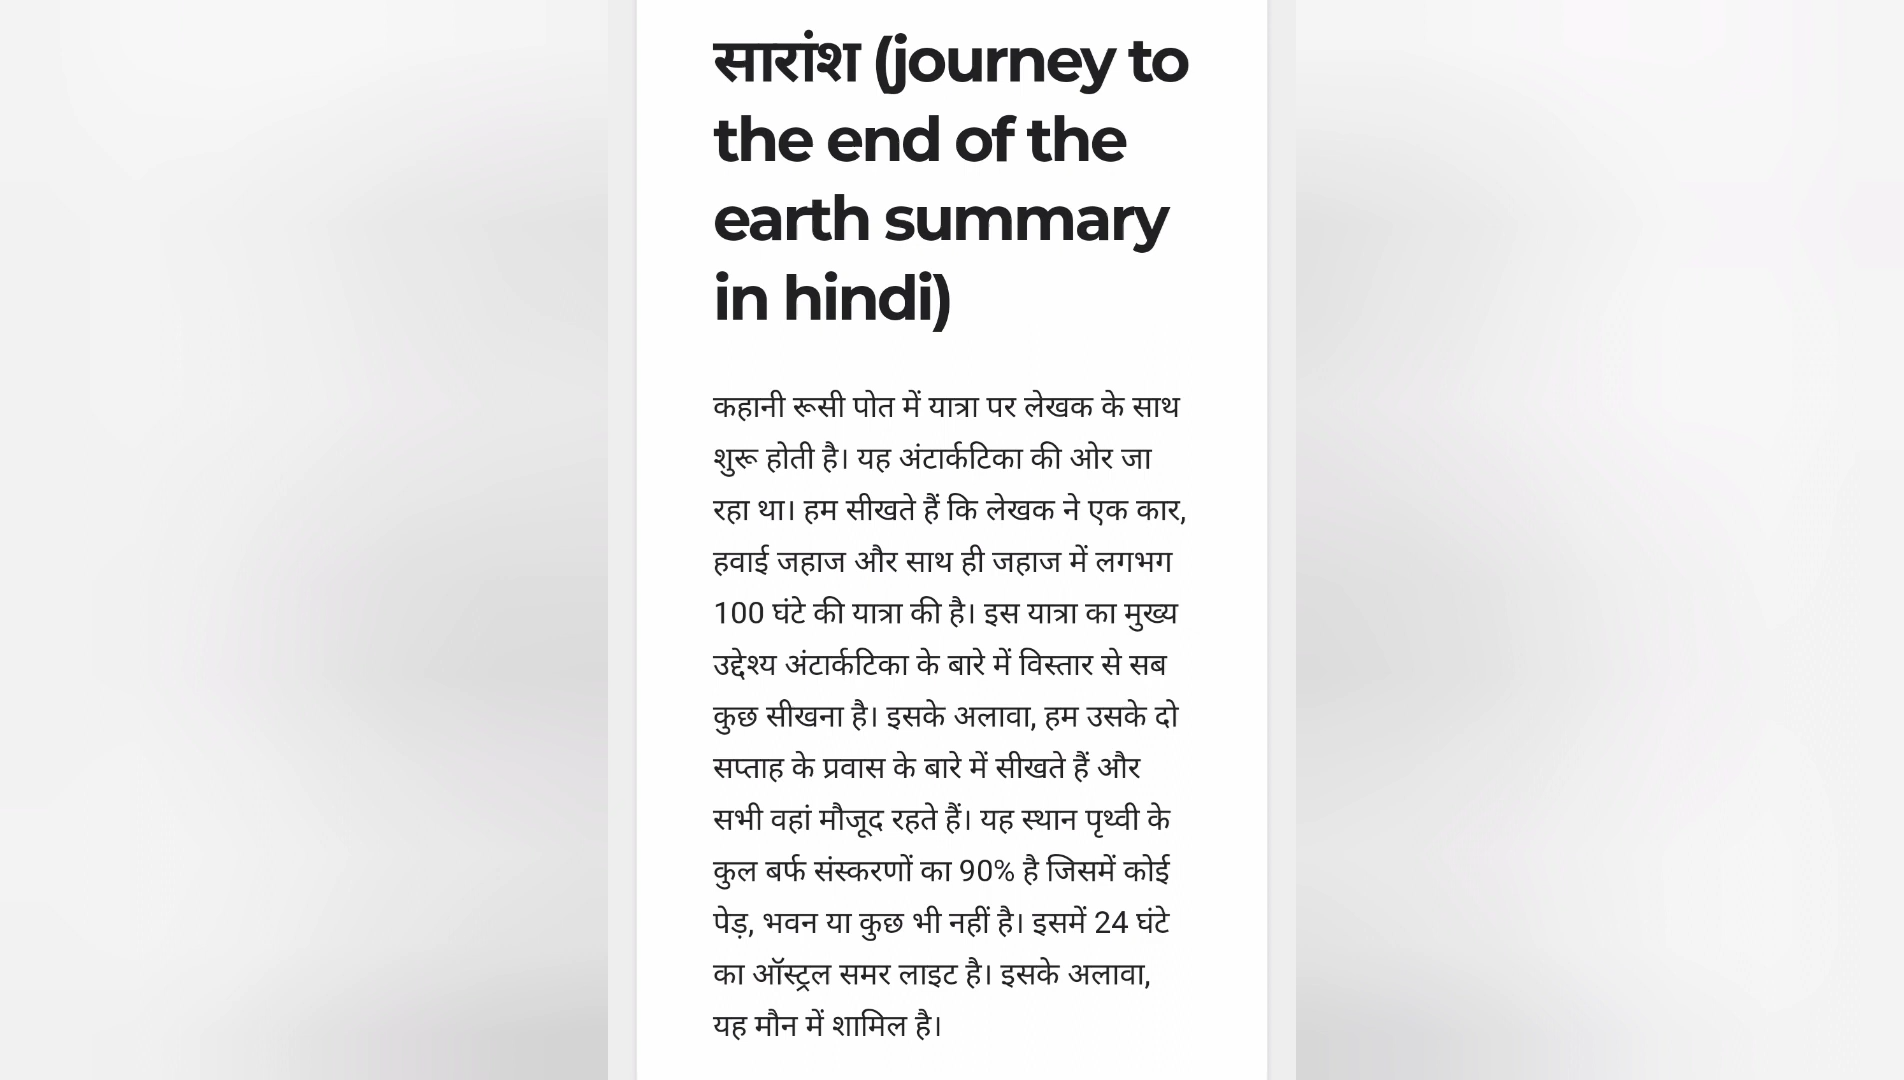 सारांश (journey to
the end of the
earth summary
in hindi)
कहानी रूसी पोत में यात्रा पर लेखक के साथ
शुरू होती है। यह अंटार्कटिका की ओर जा
रहा था। हम सीखते हैं कि लेखक ने एक कार,
हवाई जहाज और साथ ही जहाज में लगभग
100 घंटे की यात्रा की है। इस यात्रा का मुख्य
उद्देश्य अंटार्कटिका के बारे में विस्तार से सब
कुछ सीखना है। इसके अलावा, हम उसके दो
सप्ताह के प्रवास के बारे में सीखते हैं और
सभी वहां मौजूद रहते हैं। यह स्थान पृथ्वी के
कुल बर्फ संस्करणों का 90% है जिसमें कोई
पेड़, भवन या कुछ भी नहीं है। इसमें 24 घंटे
का ऑस्ट्रल समर लाइट है। इसके अलावा,
यह मौन में शामिल है।